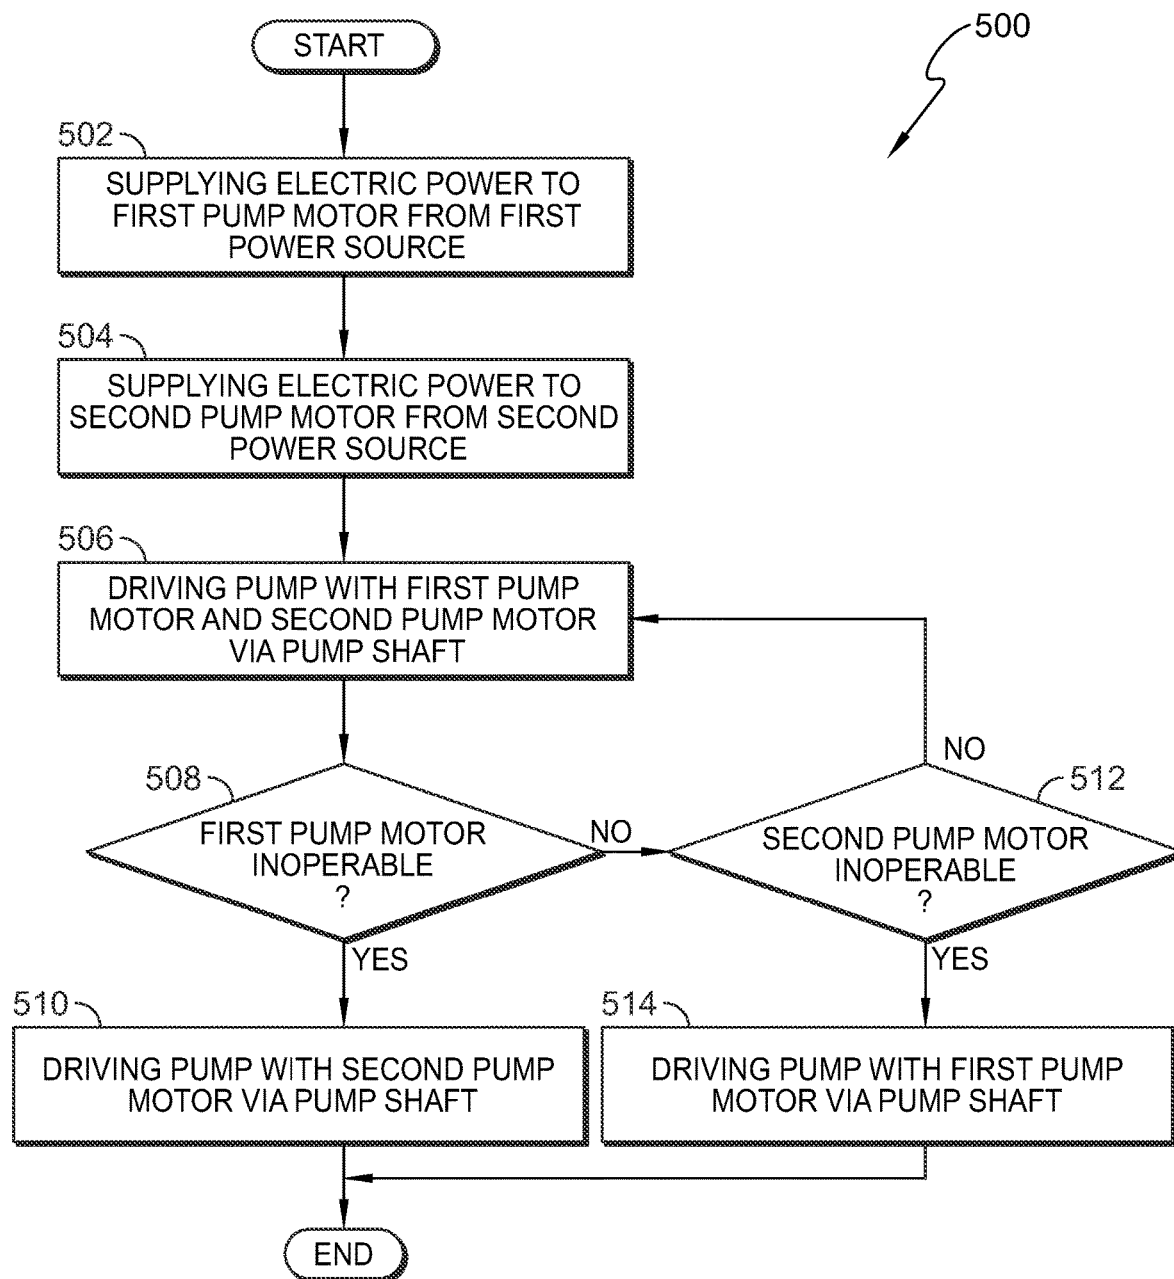 START
500
502
SUPPLYING ELECTRIC POWER TO
FIRST PUMP MOTOR FROM FIRST
POWER SOURCE
504
SUPPLYING ELECTRIC POWER TO
SECOND PUMP MOTOR FROM SECOND
POWER SOURCE
506
DRIVING PUMP WITH FIRST PUMP
MOTOR AND SECOND PUMP MOTOR
VIA PUMP SHAFT
508
FIRST PUMP MOTOR
INOPERABLE
?
NO
YES
NO
512
SECOND PUMP MOTOR
INOPERABLE
?
YES
510
DRIVING PUMP WITH SECOND PUMP
MOTOR VIA PUMP SHAFT
514
DRIVING PUMP WITH FIRST PUMP
MOTOR VIA PUMP SHAFT
END